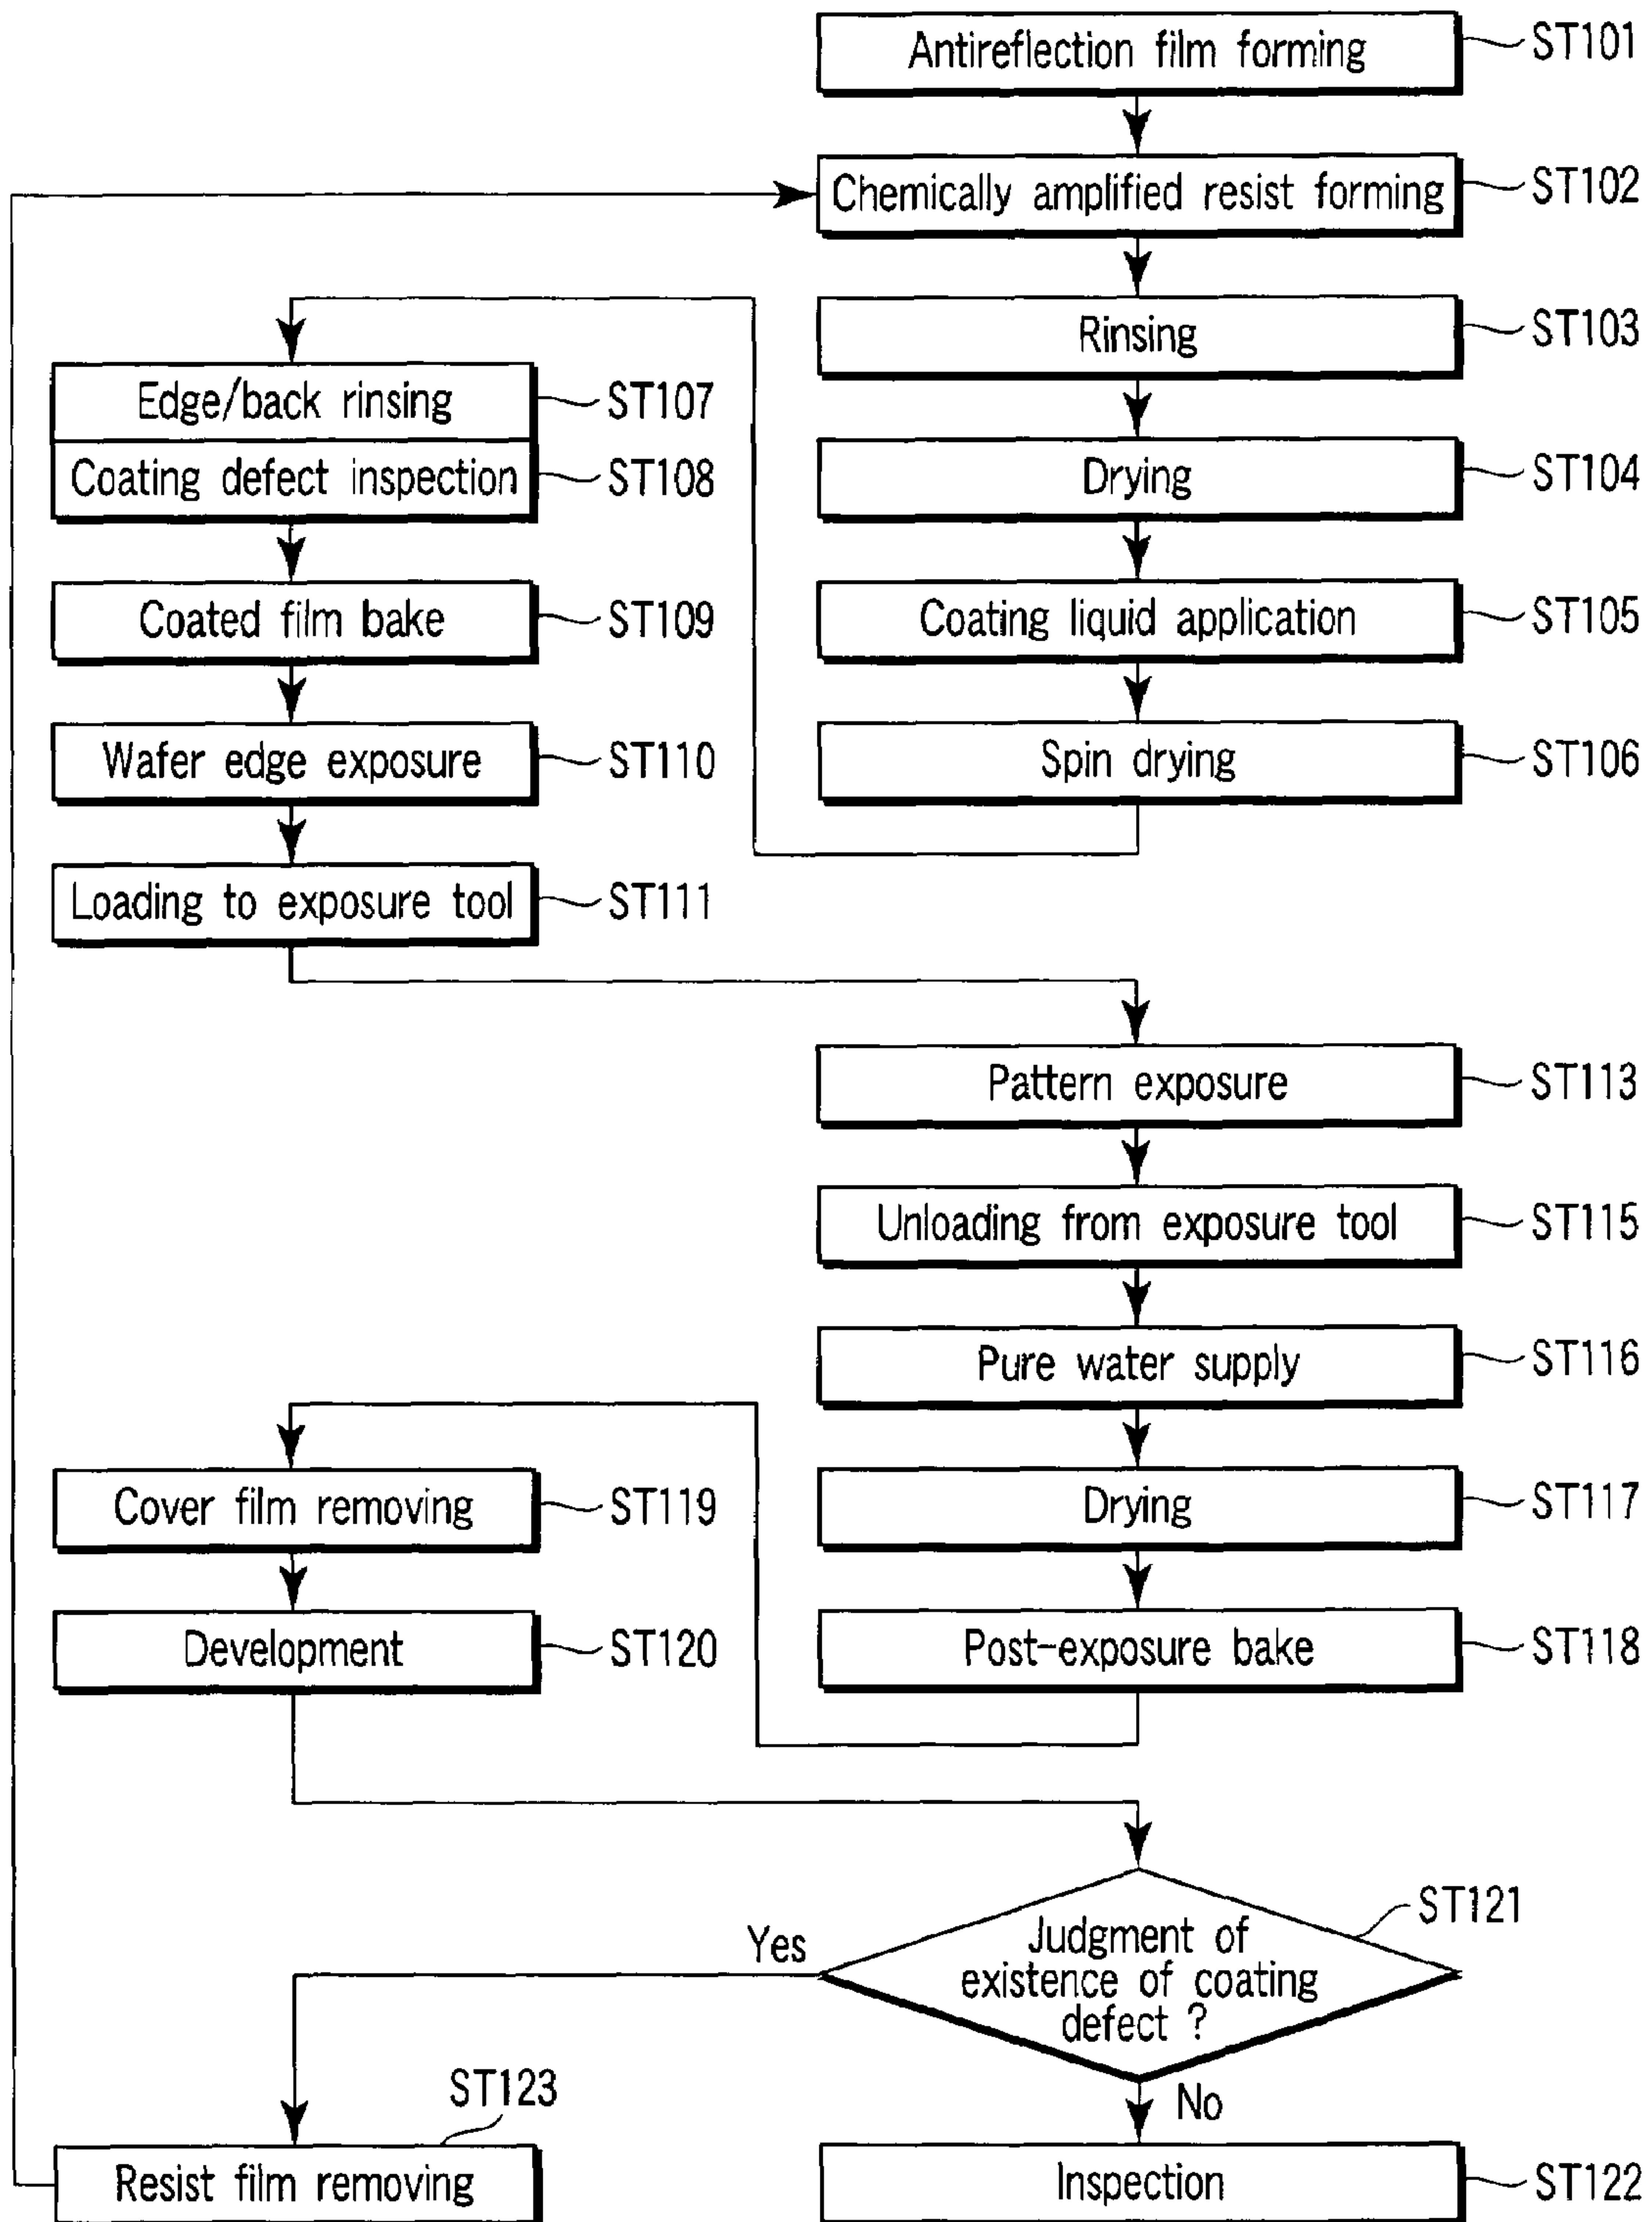 Antireflection film forming
ST101
Chemically amplified resist forming
ST102
Rinsing
ST103
Drying
ST104
Coating liquid application
ST105
Spin drying
ST106
Edge/back rinsing
ST107
Coating defect inspection
ST108
Coated film bake
ST109
Wafer edge exposure
ST110
Loading to exposure tool
ST111
Pattern exposure
ST113
Unloading from exposure tool
ST115
Pure water supply
ST116
Drying
ST117
Post-exposure bake
ST118
Cover film removing
ST119
Development
ST120
Judgment of
existence of coating
defect ?
ST121
Yes
No
ST123
Resist film removing
Inspection
ST122